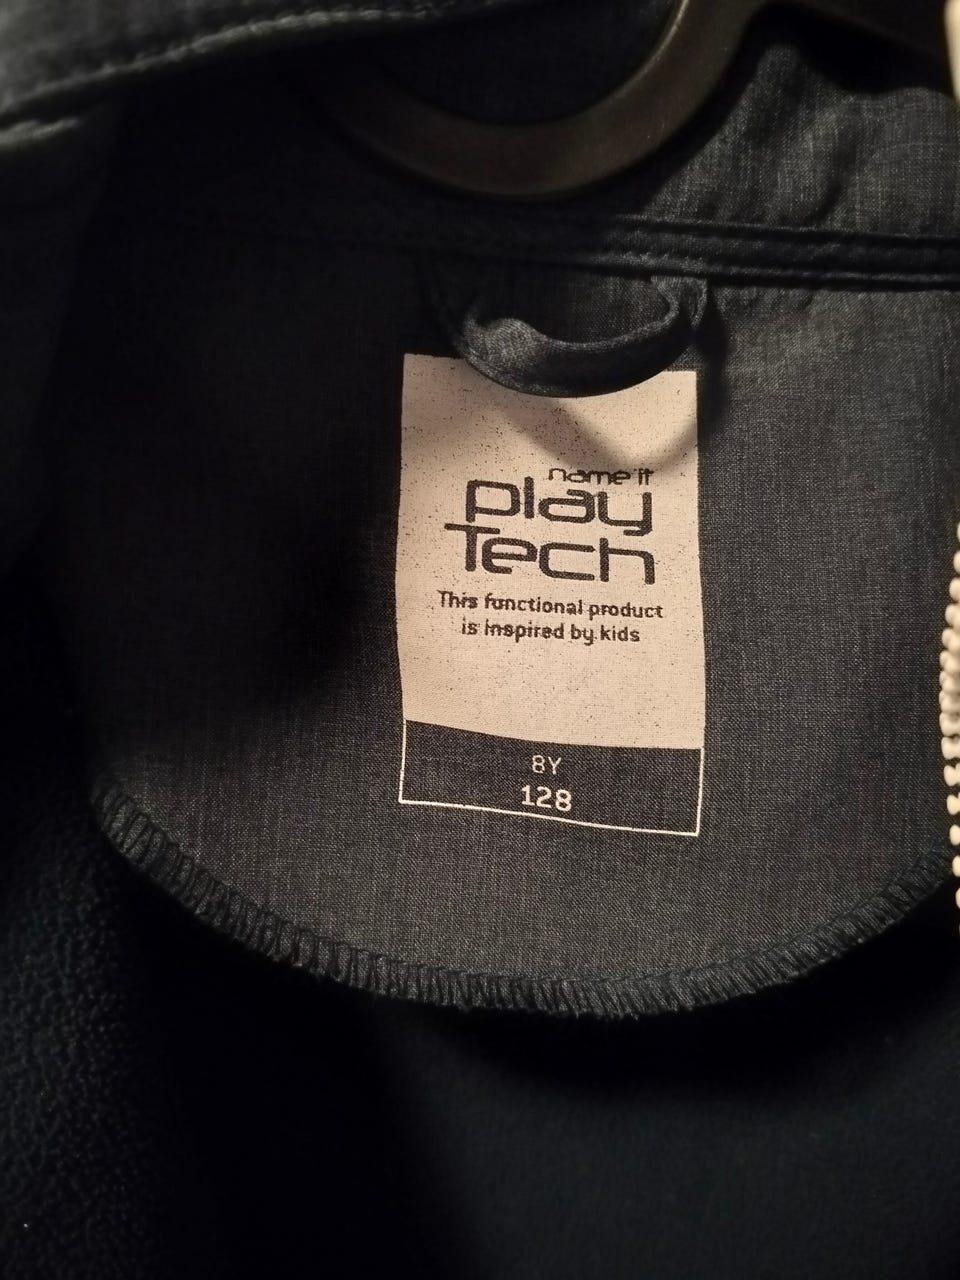 name it
play
Tech
This functional product
is inspired by kids
8Y
128